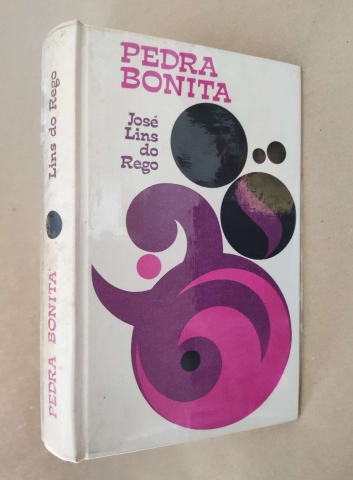 PEDRA
BONITA
José
Lins
do
Rego
PEDRA BONITA Lins do Rego